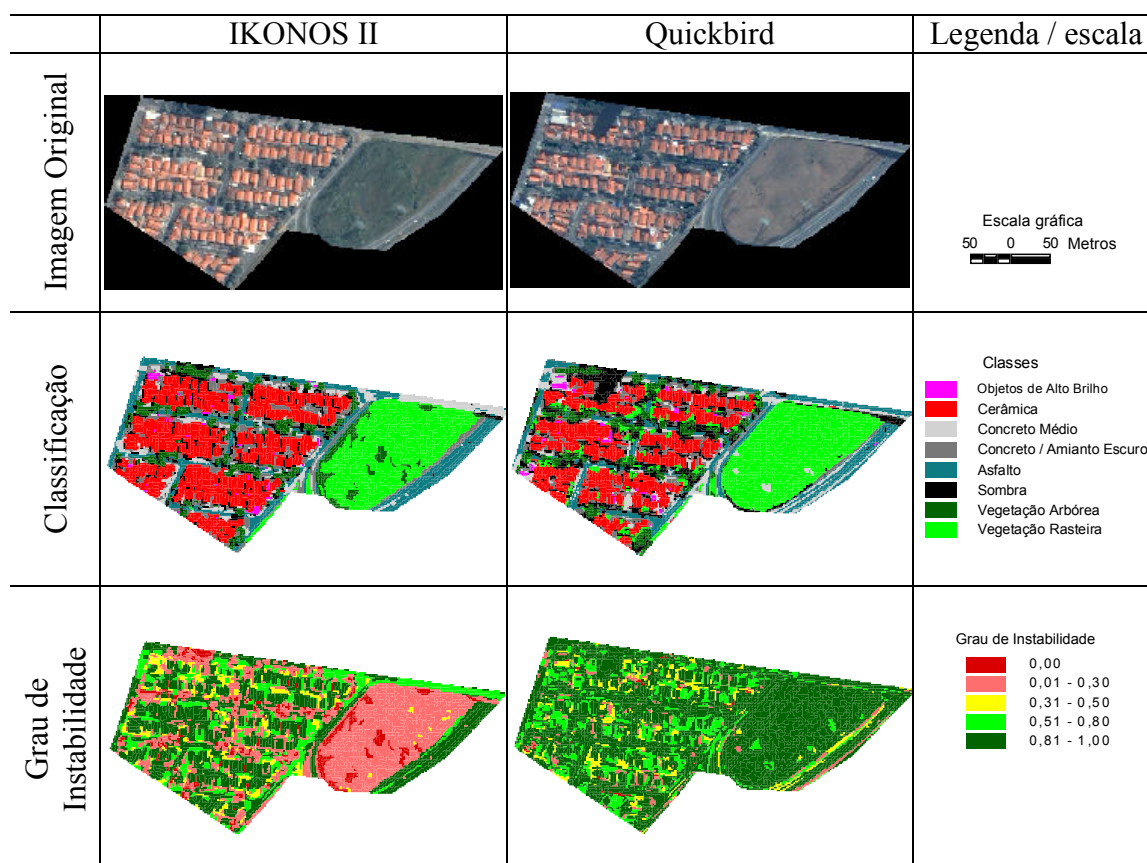 IKONOS II
Quickbird
Legenda / escala
Imagem Original
Escala gráfica
50 0 50 Metros
Classificação
Classes
Objetos de Alto Brilho
Cerâmica
Concreto Médio
Concreto / Amianto Escuro
Asfalto
Sombra
Vegetação Arbórea
Vegetação Rasteira
Grau de
Instabilidade
Grau de Instabilidade
0,00
0,01 - 0,30
0,31 - 0,50
0,51 - 0,80
0,81 - 1,00